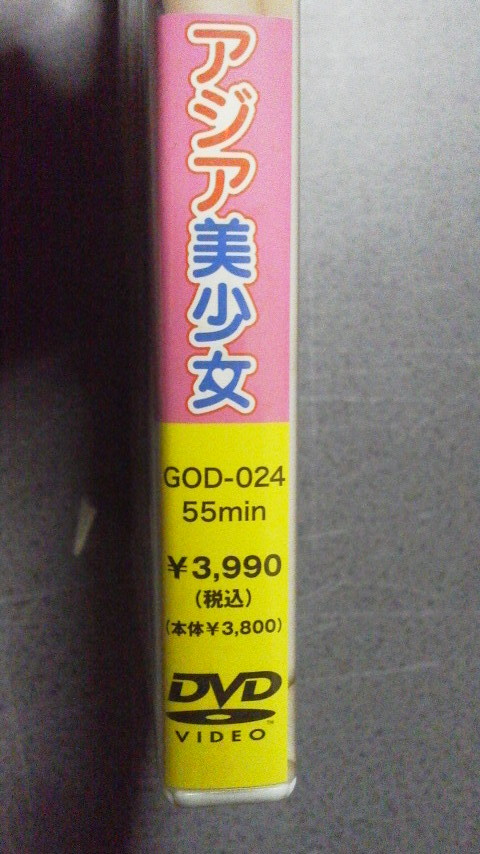 アジア美少女
GOD-024
55min
￥3,990
(税込)
(本体￥3,800)
DVD
VIDEO